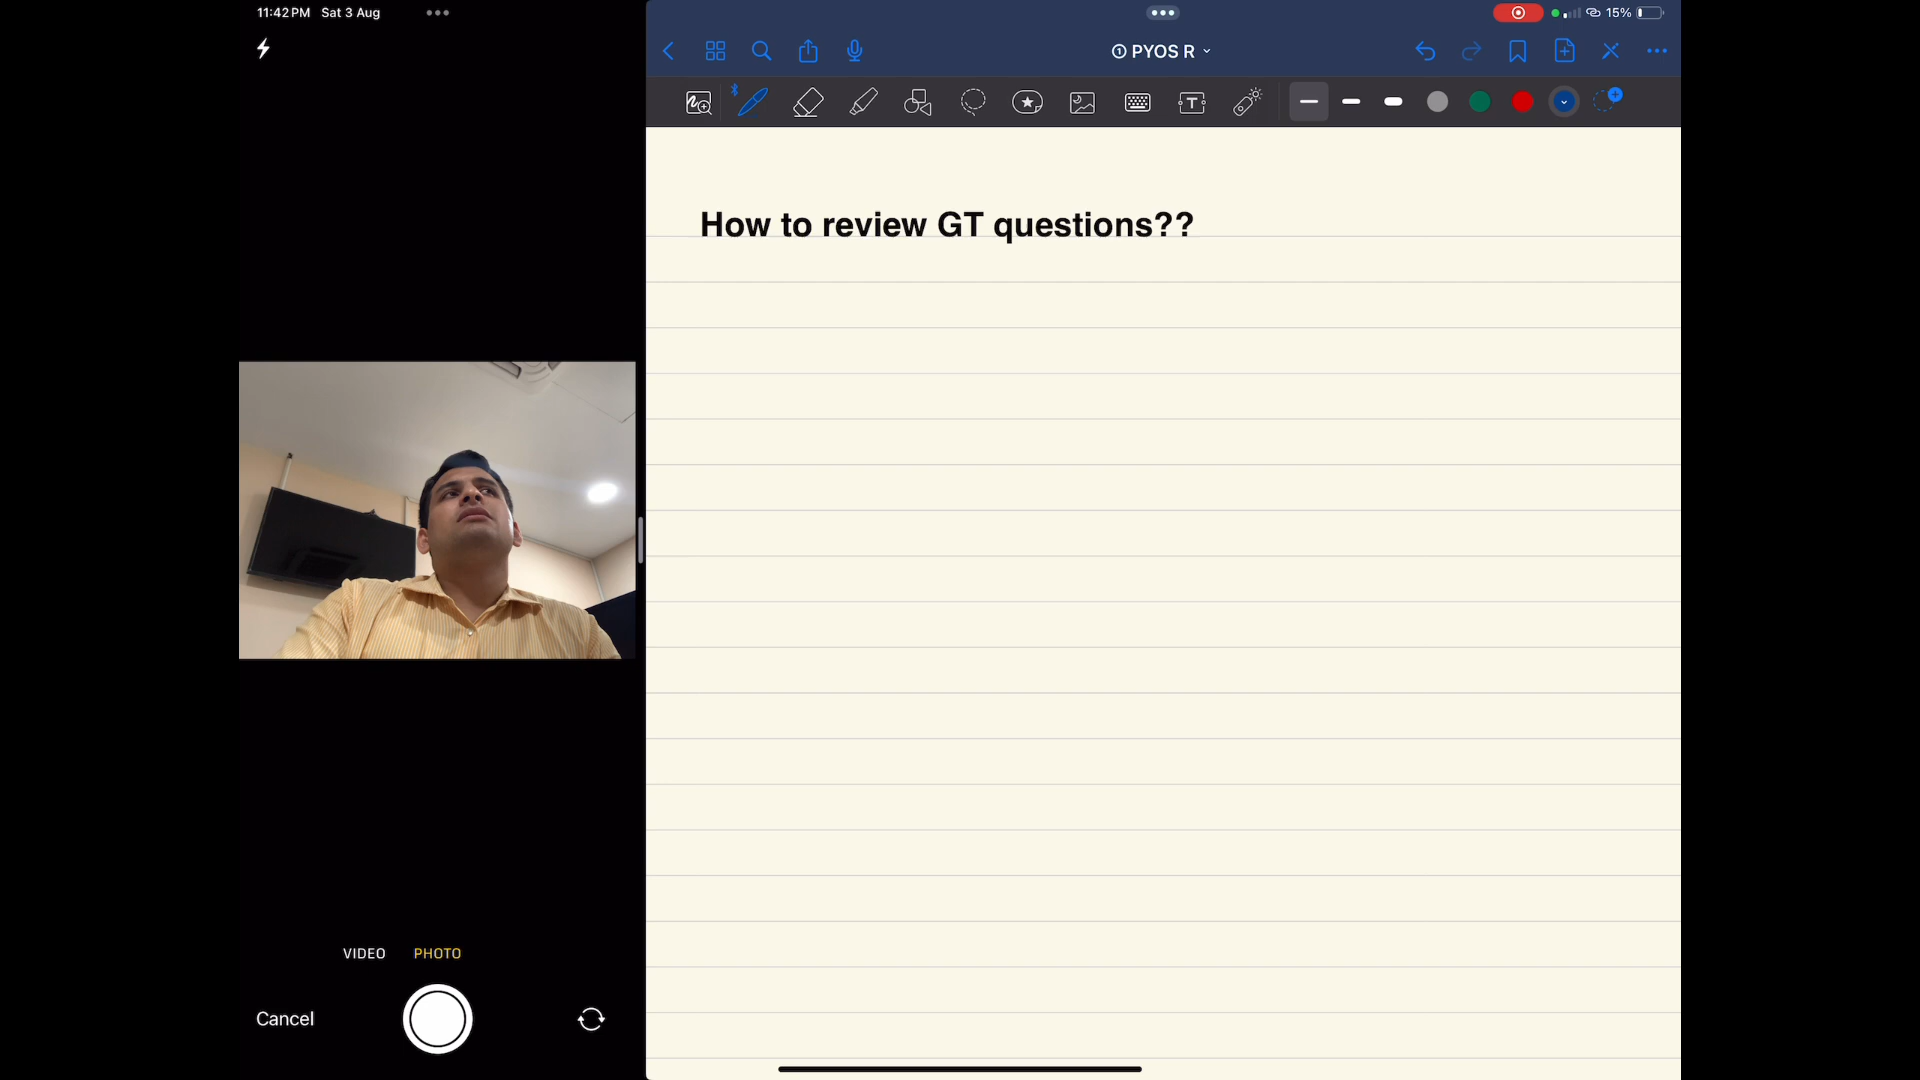 11:42 PM Sat 3 Aug
15%
PYOS R
T
How to review GT questions??
VIDEO PHOTO
Cancel